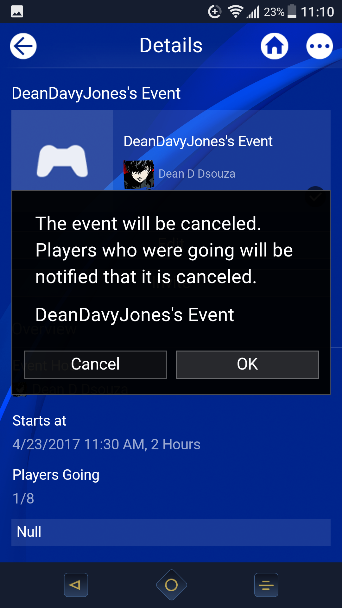 23% 11:10
Details
DeanDavyJones's Event
DeanDavyJones's Event
Dean D Dsouza
The event will be canceled.
Players who were going will be
notified that it is canceled.
DeanDavyJones's Event
Cancel
OK
Starts at
4/23/2017 11:30 AM, 2 Hours
Players Going
1/8
Null